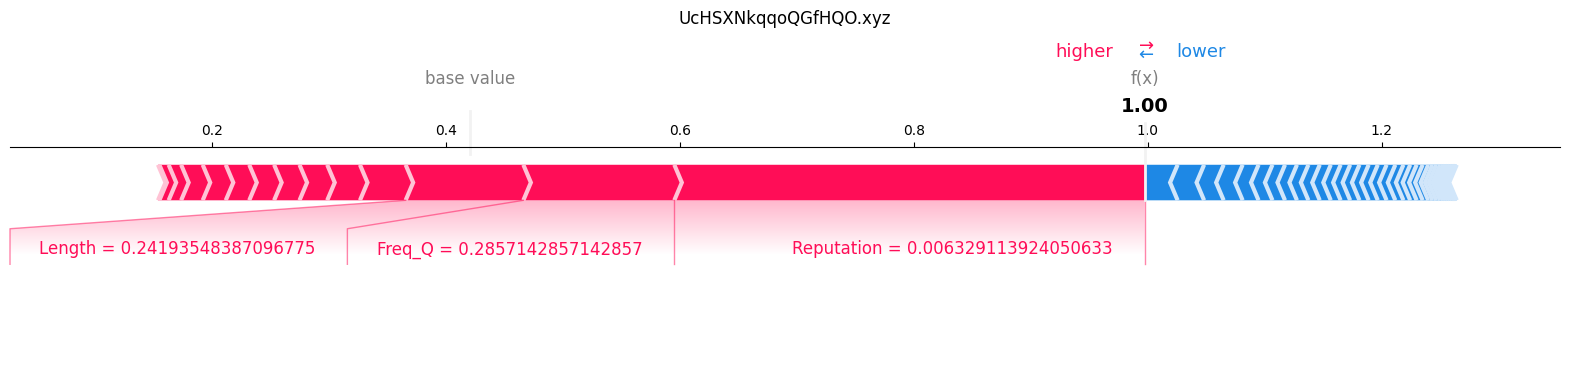 UcHSXNkqqoQGfHQO.xyz
higher ⇄ lower
base value f(x)
1.00
0.2 0.4 0.6 0.8 1.0 1.2
Length = 0.24193548387096775 Freq_Q = 0.2857142857142857 Reputation = 0.006329113924050633